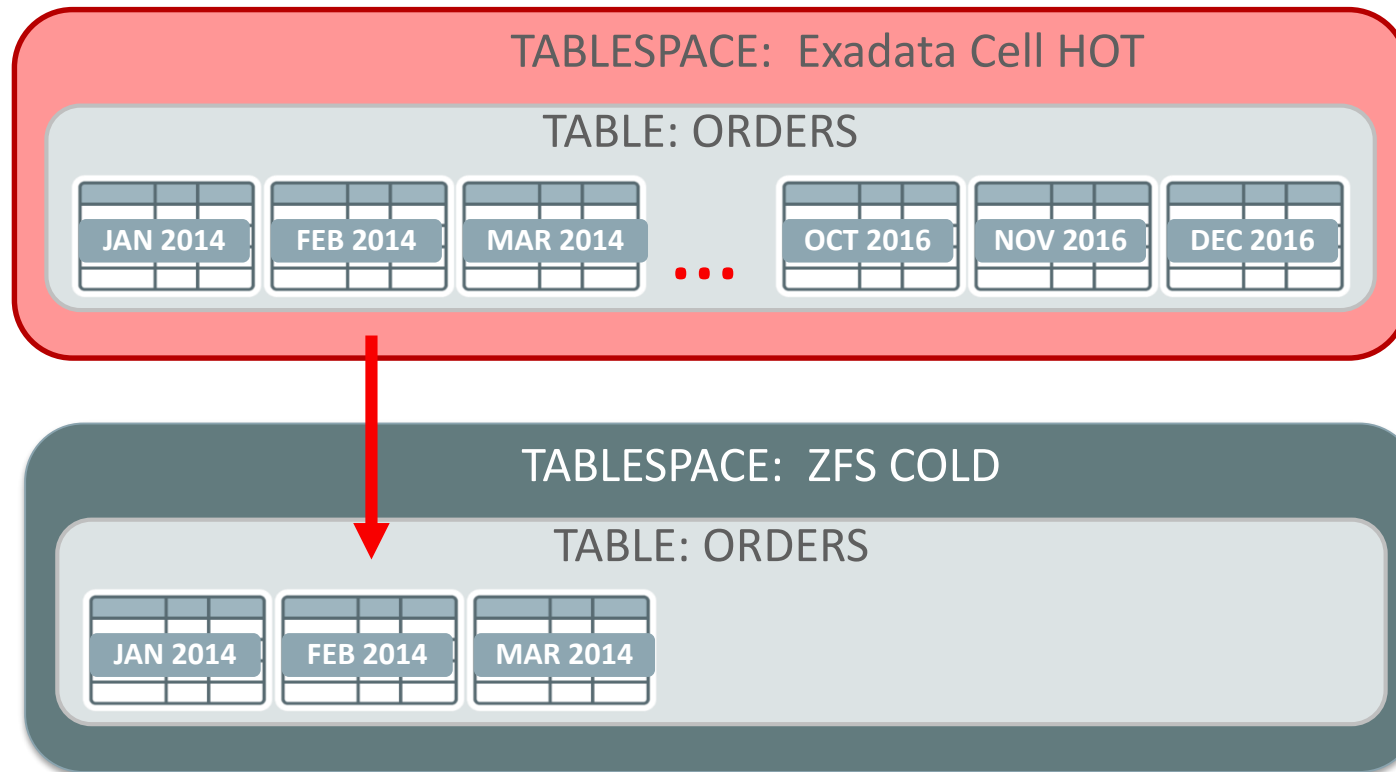 TABLESPACE: Exadata Cell HOT
TABLE: ORDERS
JAN 2014 FEB 2014 MAR 2014 ... OCT 2016 NOV 2016 DEC 2016
TABLESPACE: ZFS COLD
TABLE: ORDERS
JAN 2014 FEB 2014 MAR 2014